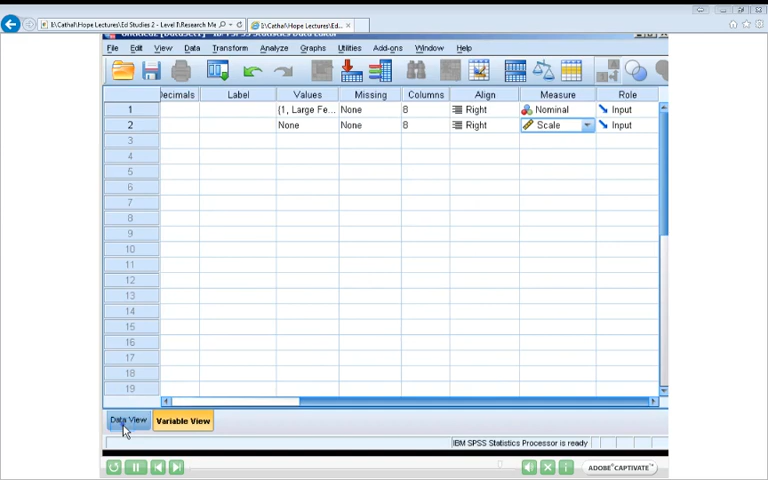 I:\Cathal\Hope Lectures\Ed Studies 2 - Level I\Research Me
I:\Cathal\Hope Lectures\Ed...
File Edit View Data Transform Analyze Graphs Utilities Add-ons Window Help
ecimals Label Values Missing Columns Align Measure Role
1 {1, Large Fe... None 8 Right Nominal Input
2 None None 8 Right Scale Input
3
4
5
6
7
8
9
10
11
12
13
14
15
16
17
18
19
Data View Variable View
IBM SPSS Statistics Processor is ready
ADOBE® CAPTIVATE™